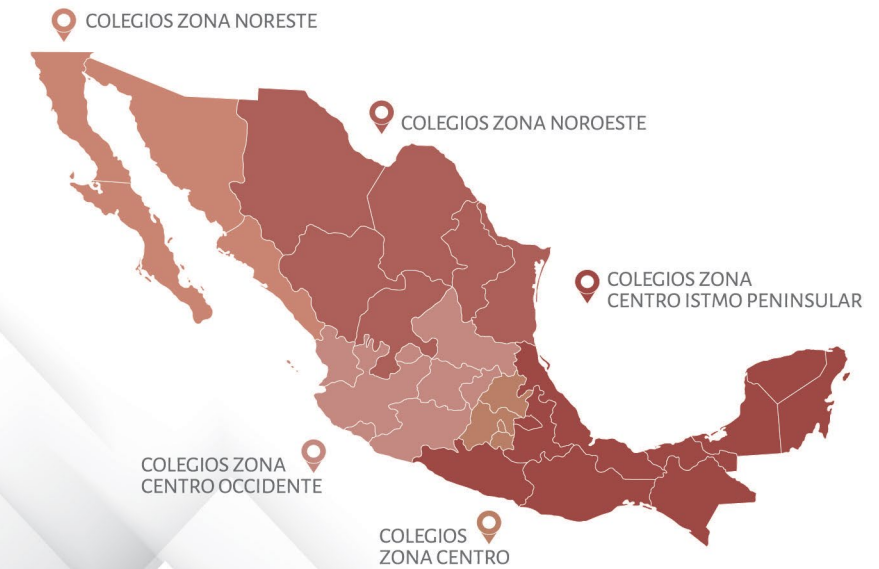 COLEGIOS ZONA NORESTE
COLEGIOS ZONA NOROESTE
COLEGIOS ZONA
CENTRO ISTMO PENINSULAR
COLEGIOS ZONA
CENTRO OCCIDENTE
COLEGIOS
ZONA CENTRO